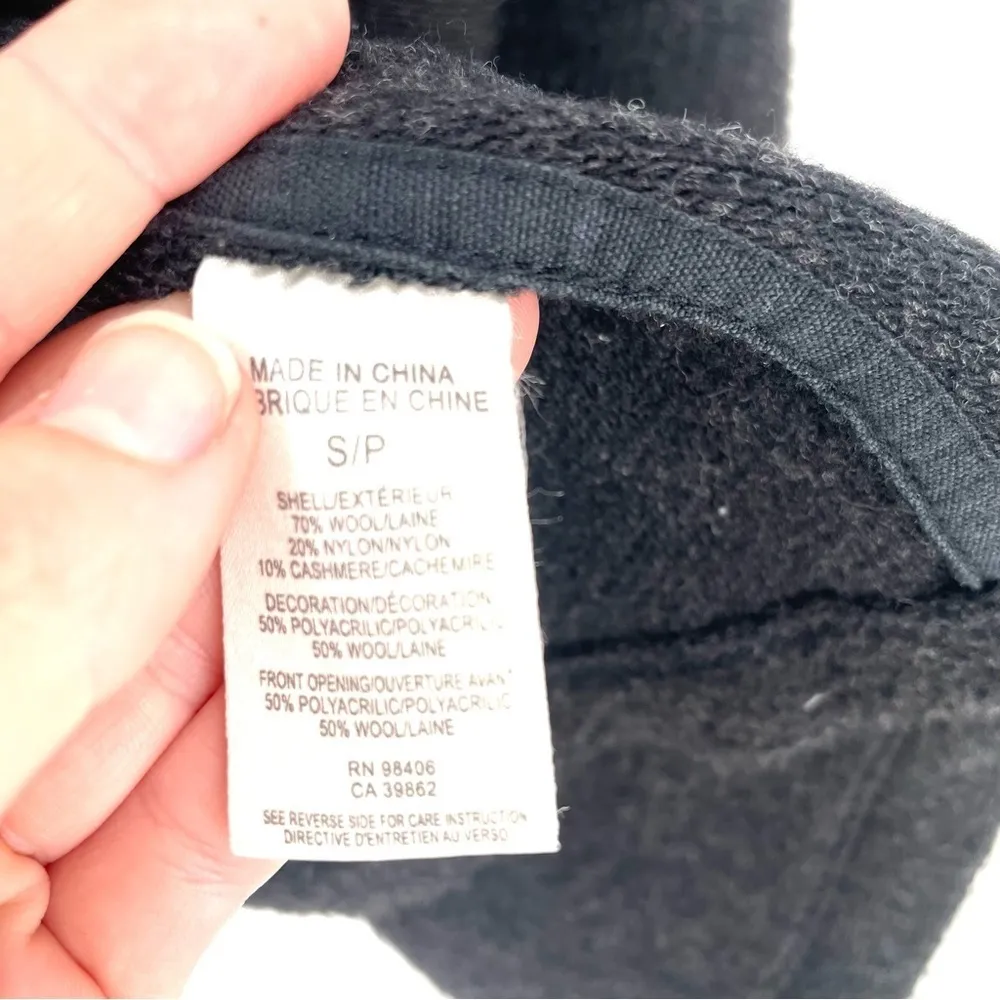 MADE IN CHINA
BRIQUE EN CHINE
S/P
SHELL/EXTÉRIEUR
70% WOOL/LAINE
20% NYLON/NYLON
10% CASHMERE/CACHEMIRE
DECORATION/DÉCORATION
50% POLYACRILIC/POLYACRILIC
50% WOOL/LAINE
FRONT OPENING/OUVERTURE AVANT
50% POLYACRILIC/POLYACRILIC
50% WOOL/LAINE
RN 98406
CA 39862
SEE REVERSE SIDE FOR CARE INSTRUCTION
DIRECTIVE D'ENTRETIEN AU VERSO